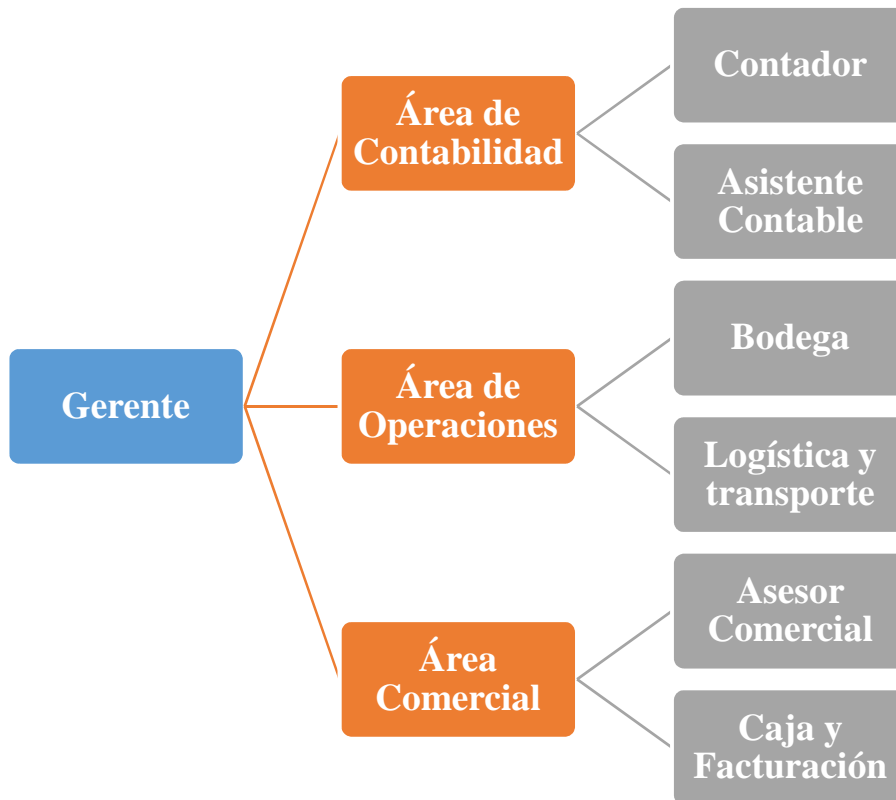 Gerente
Área de
Contabilidad
Contador
Asistente
Contable
Área de
Operaciones
Bodega
Logística y
transporte
Área
Comercial
Asesor
Comercial
Caja y
Facturación